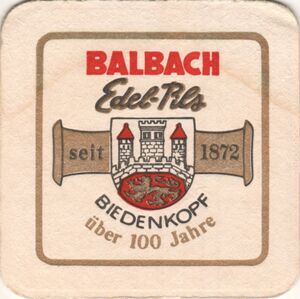 BALBACH
Edel-Pils
seit 1872
BIEDENKOPF
über 100 Jahre